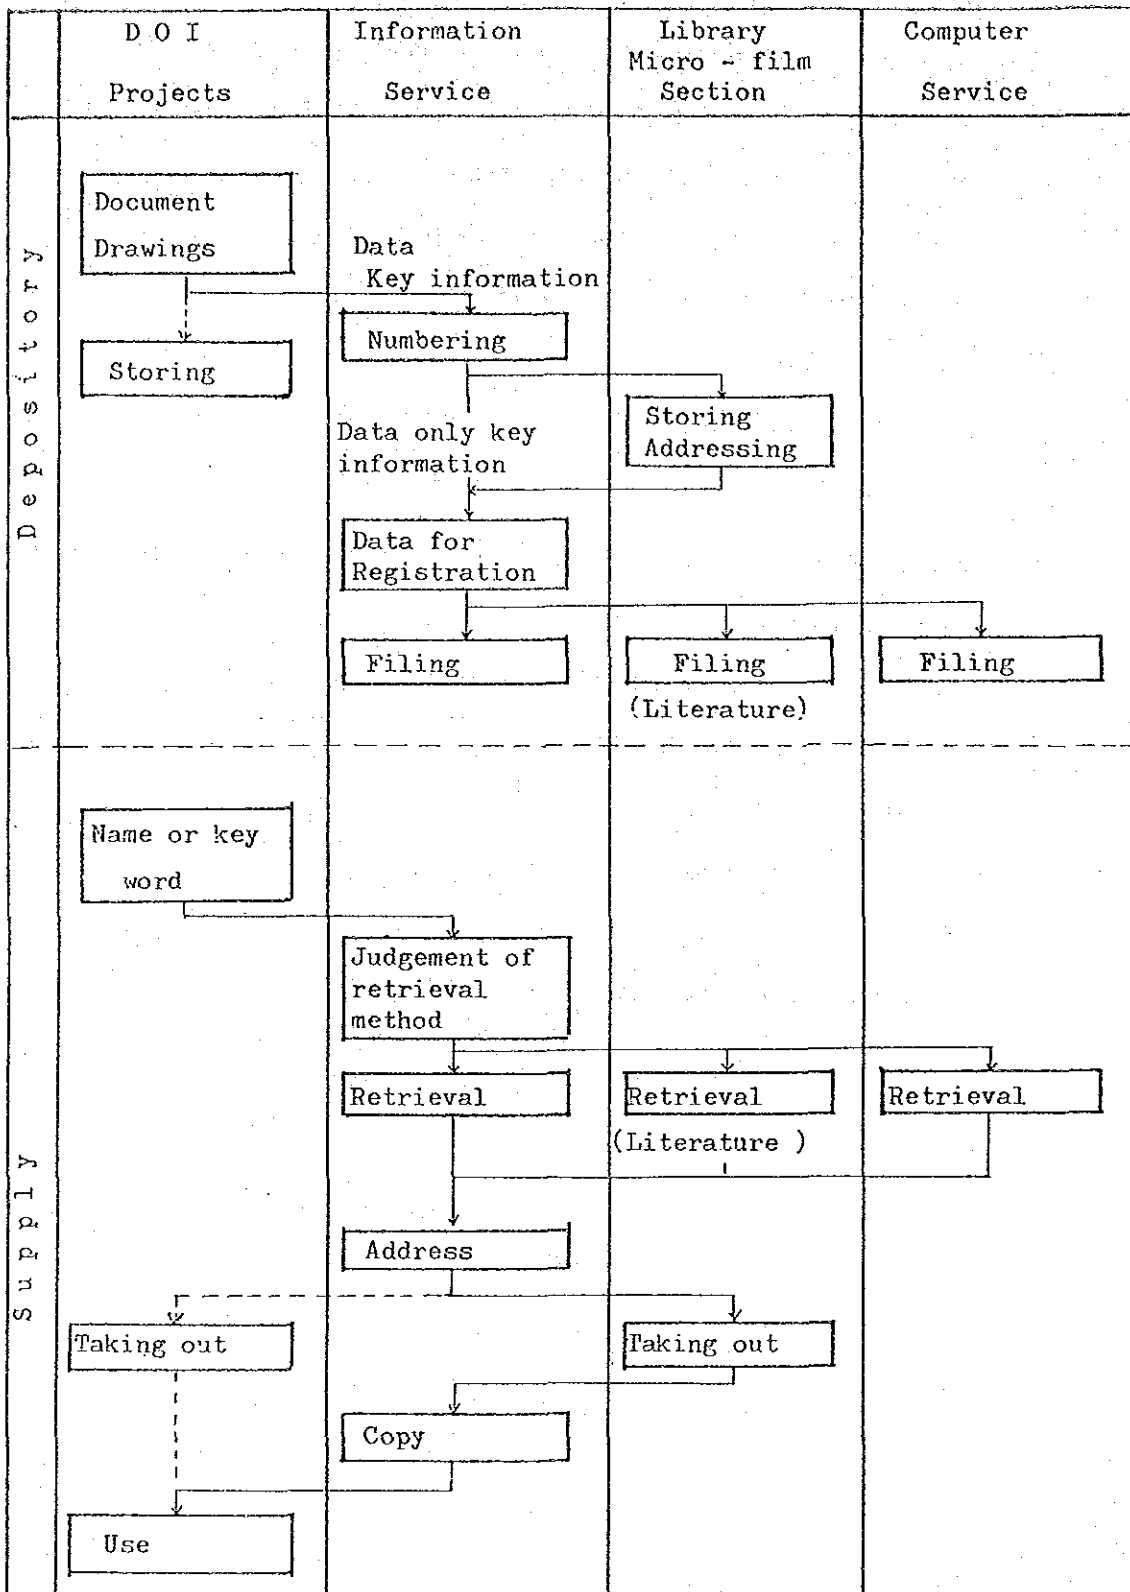 D O I
Projects
Information
Service
Library
Micro - film
Section
Computer
Service
Depository
Document
Drawings
Data
Key information
Numbering
Storing
Storing
Addressing
Data only key
information
Data for
Registration
Filing
Filing
Filing
(Literature)
Supply
Name or key
word
Judgement of
retrieval
method
Retrieval
Retrieval
Retrieval
(Literature )
Address
Taking out
Taking out
Copy
Use